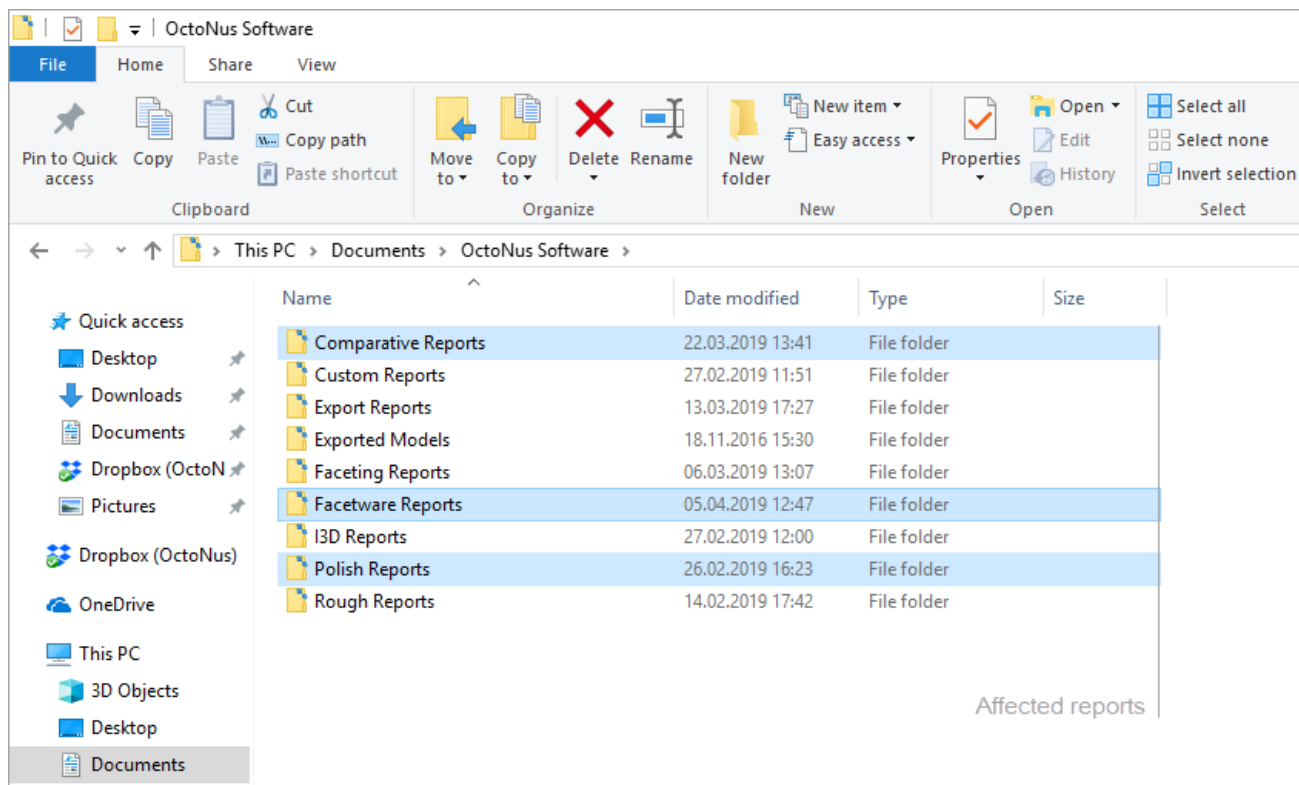 OctoNus Software
File Home Share View
Pin to Quick access
Copy
Paste
Cut
W... Copy path
Paste shortcut
Clipboard
Move to
Copy to
Delete
Rename
Organize
New folder
New item
Easy access
New
Properties
Open
Edit
History
Open
Select all
Select none
Invert selection
Select
This PC > Documents > OctoNus Software >
Name Date modified Type Size
Quick access
Desktop
Downloads
Documents
Dropbox (OctoN
Pictures
Dropbox (OctoNus)
OneDrive
This PC
3D Objects
Desktop
Documents
Comparative Reports 22.03.2019 13:41 File folder
Custom Reports 27.02.2019 11:51 File folder
Export Reports 13.03.2019 17:27 File folder
Exported Models 18.11.2016 15:30 File folder
Faceting Reports 06.03.2019 13:07 File folder
Facetware Reports 05.04.2019 12:47 File folder
I3D Reports 27.02.2019 12:00 File folder
Polish Reports 26.02.2019 16:23 File folder
Rough Reports 14.02.2019 17:42 File folder
Affected reports